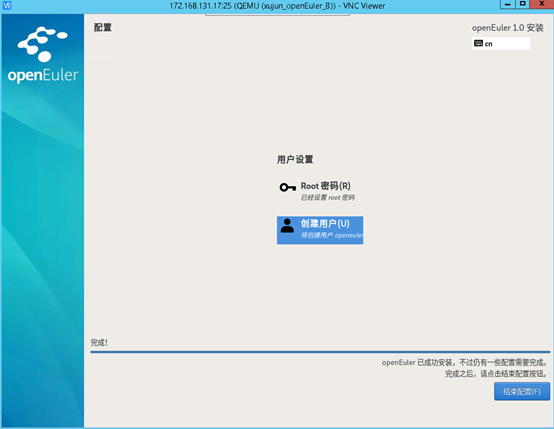 172.168.131.17:25 (QEMU (xujun_openEuler_B)) - VNC Viewer
配置
openEuler 1.0 安装
cn
openEuler
用户设置
Root 密码(R)
已经设置 root 密码
创建用户(U)
将创建用户 openeuler
完成!
openEuler 已成功安装，不过仍有一些配置需要完成。
完成之后，请点击结束配置按钮。
结束配置(F)